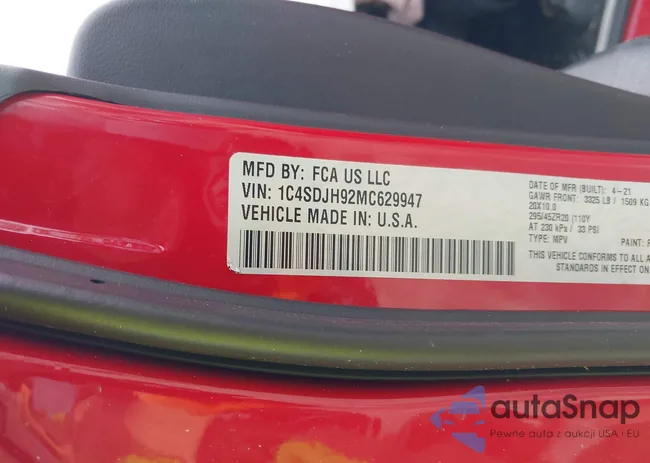 MFD BY: FCA US LLC
VIN: 1C4SDJH92MC629947
VEHICLE MADE IN: U.S.A.
DATE OF MFR (BUILT): 4-21
GAWR FRONT: 3325 LB / 1509 KG
20X10.0
295/45ZR20 (110Y
AT 230 kPa / 33 PSI
TYPE: MPV PAINT:
THIS VEHICLE CONFORMS TO ALL A
STANDARDS IN EFFECT ON
autoSnap
Pewne auta z aukcji USA i EU